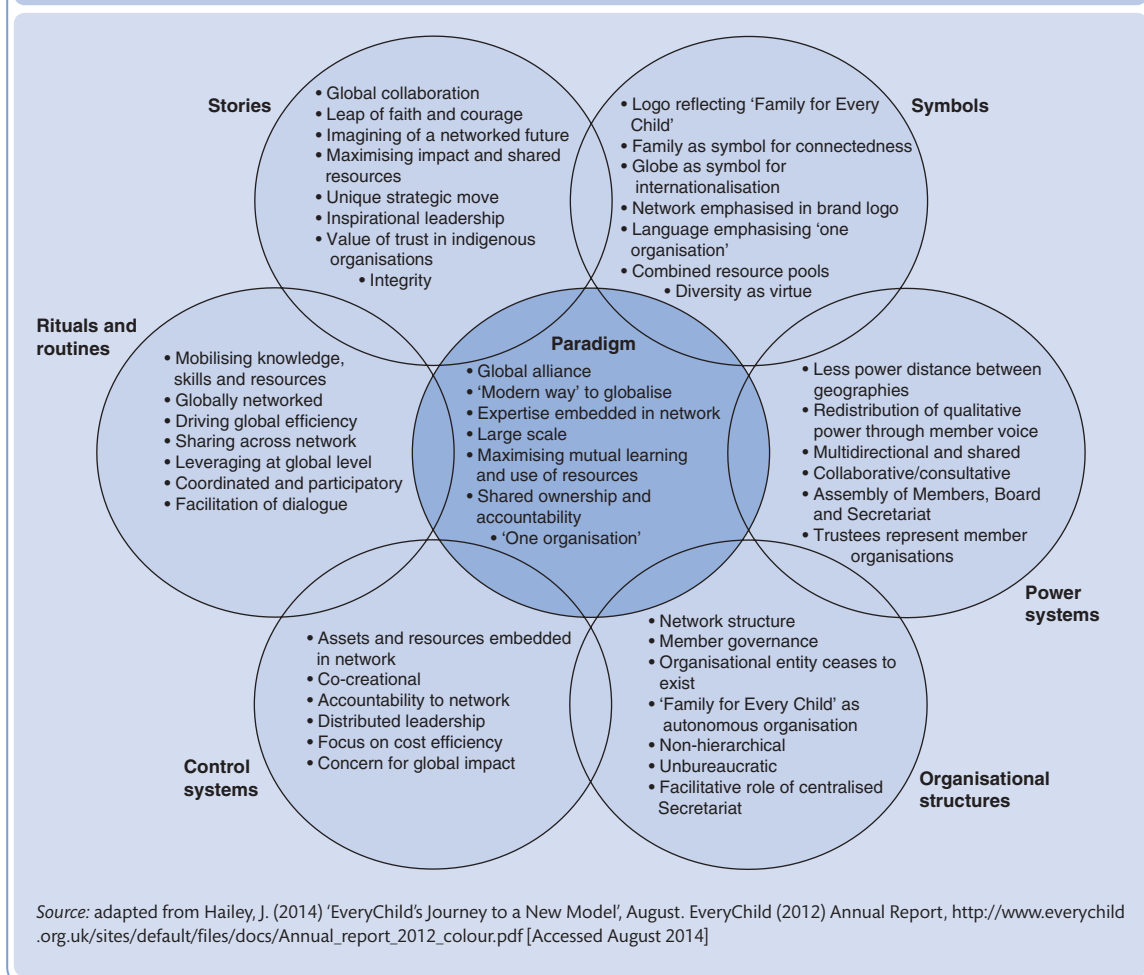 Stories
• Global collaboration
• Leap of faith and courage
• Imagining of a networked future
• Maximising impact and shared
resources
• Unique strategic move
• Inspirational leadership
• Value of trust in indigenous
organisations
• Integrity
Symbols
• Logo reflecting ‘Family for Every
Child’
• Family as symbol for connectedness
• Globe as symbol for
internationalisation
• Network emphasised in brand logo
• Language emphasising ‘one
organisation’
• Combined resource pools
• Diversity as virtue
Rituals and
routines
• Mobilising knowledge,
skills and resources
• Globally networked
• Driving global efficiency
• Sharing across network
• Leveraging at global level
• Coordinated and participatory
• Facilitation of dialogue
Paradigm
• Global alliance
• ‘Modern way’ to globalise
• Expertise embedded in network
• Large scale
• Maximising mutual learning
and use of resources
• Shared ownership and
accountability
• ‘One organisation’
• Less power distance between
geographies
• Redistribution of qualitative
power through member voice
• Multidirectional and shared
• Collaborative/consultative
• Assembly of Members, Board
and Secretariat
• Trustees represent member
organisations
Power
systems
• Assets and resources embedded
in network
• Co-creational
• Accountability to network
• Distributed leadership
• Focus on cost efficiency
• Concern for global impact
Control
systems
• Network structure
• Member governance
• Organisational entity ceases to
exist
• ‘Family for Every Child’ as
autonomous organisation
• Non-hierarchical
• Unbureaucratic
• Facilitative role of centralised
Secretariat
Organisational
structures
Source: adapted from Hailey, J. (2014) ‘EveryChild’s Journey to a New Model’, August. EveryChild (2012) Annual Report, http://www.everychild
.org.uk/sites/default/files/docs/Annual_report_2012_colour.pdf [Accessed August 2014]